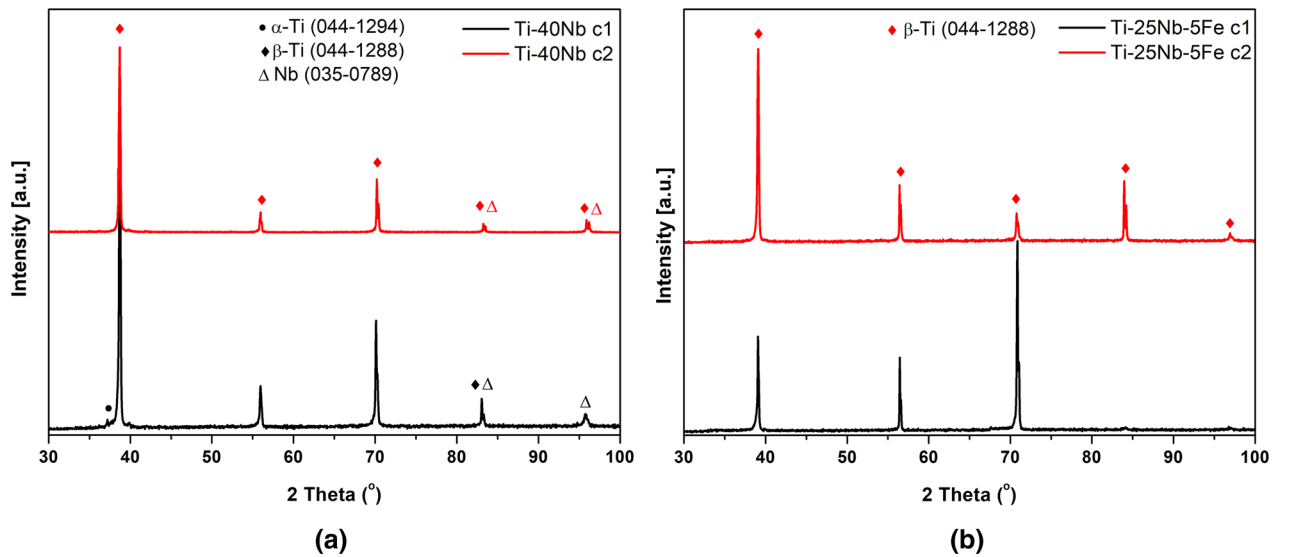 ● α-Ti (044-1294)
♦ β-Ti (044-1288)
Δ Nb (035-0789)
Ti-40Nb c1
Ti-40Nb c2
Δ
Δ
Δ
Δ
Intensity [a.u.]
30 40 50 60 70 80 90 100
2 Theta (°)
(a)
♦ β-Ti (044-1288)
Ti-25Nb-5Fe c1
Ti-25Nb-5Fe c2
Intensity [a.u.]
30 40 50 60 70 80 90 100
2 Theta (°)
(b)